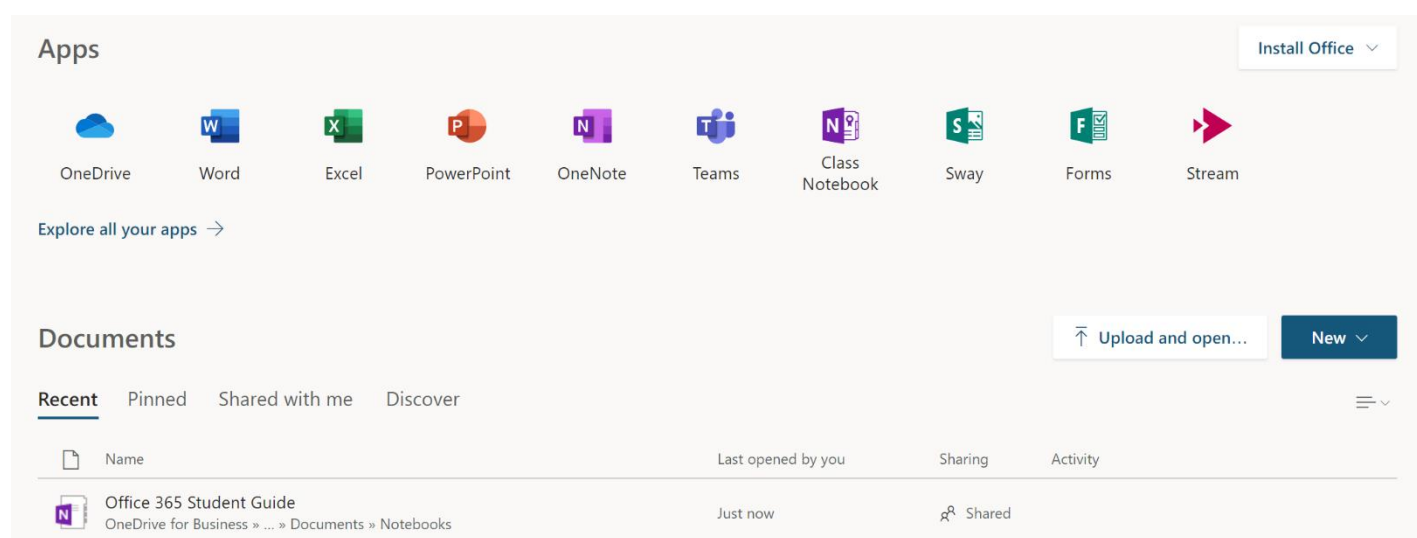 Apps
Install Office
OneDrive
Word
Excel
PowerPoint
OneNote
Teams
Class
Notebook
Sway
Forms
Stream
Explore all your apps →
Documents
Upload and open...
New
Recent Pinned Shared with me Discover
Name Last opened by you Sharing Activity
Office 365 Student Guide
OneDrive for Business » ... » Documents » Notebooks
Just now
Shared